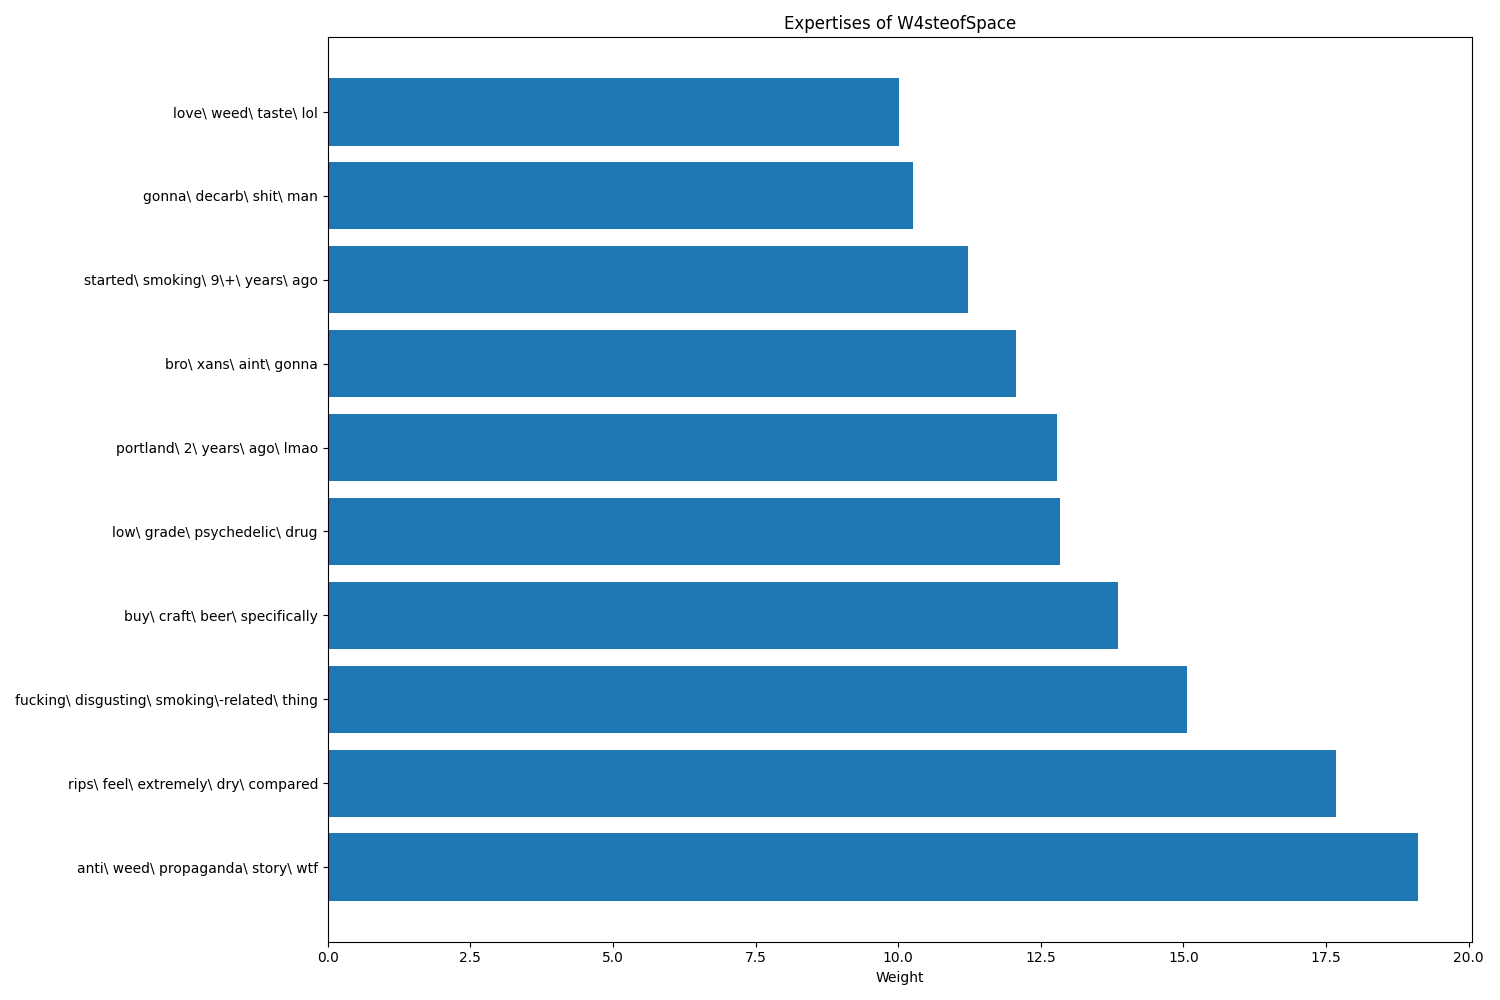 Expertises of W4steofSpace
love\ weed\ taste\ lol
gonna\ decarb\ shit\ man
started\ smoking\ 9\+\ years\ ago
bro\ xans\ aint\ gonna
portland\ 2\ years\ ago\ lmao
low\ grade\ psychedelic\ drug
buy\ craft\ beer\ specifically
fucking\ disgusting\ smoking\-related\ thing
rips\ feel\ extremely\ dry\ compared
anti\ weed\ propaganda\ story\ wtf
0.0 2.5 5.0 7.5 10.0 12.5 15.0 17.5 20.0
Weight